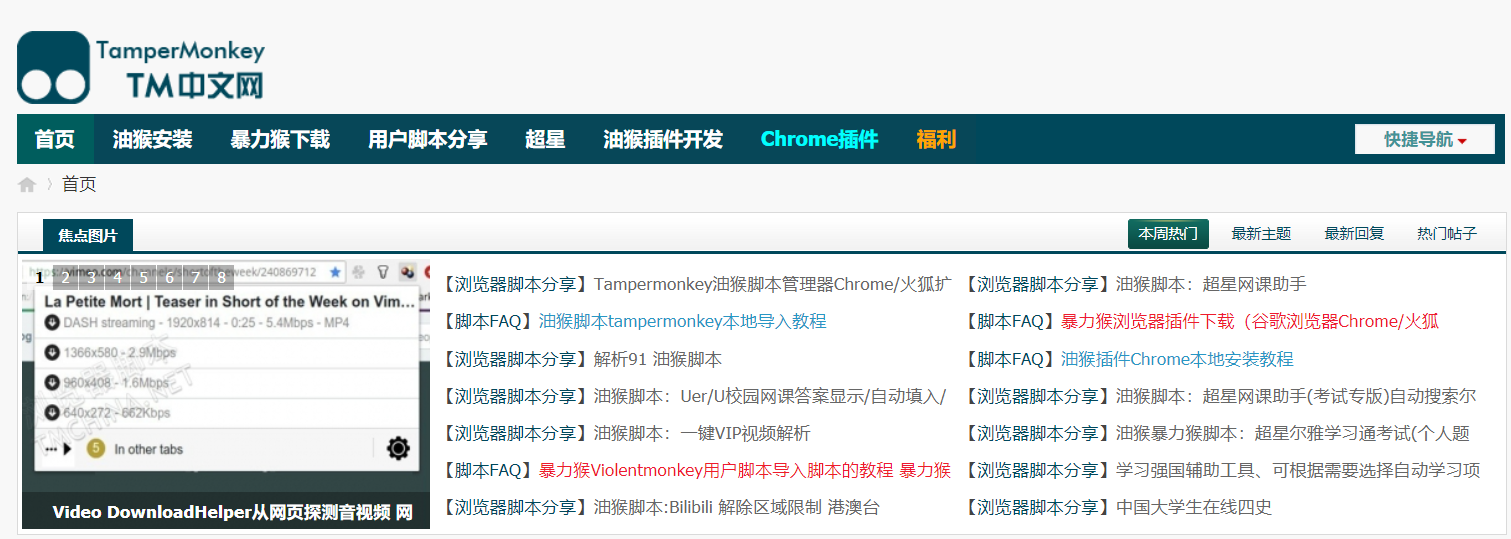 TamperMonkey
TM中文网
首页 油猴安装 暴力猴下载 用户脚本分享 超星 油猴插件开发 Chrome插件 福利 快捷导航
首页
焦点图片 本周热门 最新主题 最新回复 热门帖子
1 2 3 4 5 6 7 8
/240869712
La Petite Mort | Teaser in Short of the Week on Vim...
DASH streaming - 1920x814 - 0:25 - 5.4Mbps - MP4
1366x580 - 2.9Mbps
960x408 - 1.6Mbps
640x272 - 662Kbps
TMCHINA.NET
5 In other tabs
Video DownloadHelper从网页探测音视频 网
【浏览器脚本分享】Tampermonkey油猴脚本管理器Chrome/火狐扩
【浏览器脚本分享】油猴脚本：超星网课助手
【脚本FAQ】油猴脚本tampermonkey本地导入教程
【脚本FAQ】暴力猴浏览器插件下载（谷歌浏览器Chrome/火狐
【浏览器脚本分享】解析91 油猴脚本
【脚本FAQ】油猴插件Chrome本地安装教程
【浏览器脚本分享】油猴脚本：Uer/U校园网课答案显示/自动填入/
【浏览器脚本分享】油猴脚本：超星网课助手(考试专版)自动搜索尔
【浏览器脚本分享】油猴脚本：一键VIP视频解析
【浏览器脚本分享】油猴暴力猴脚本：超星尔雅学习通考试(个人题
【脚本FAQ】暴力猴Violentmonkey用户脚本导入脚本的教程 暴力猴
【浏览器脚本分享】学习强国辅助工具、可根据需要选择自动学习项
【浏览器脚本分享】油猴脚本:Bilibili 解除区域限制 港澳台
【浏览器脚本分享】中国大学生在线四史